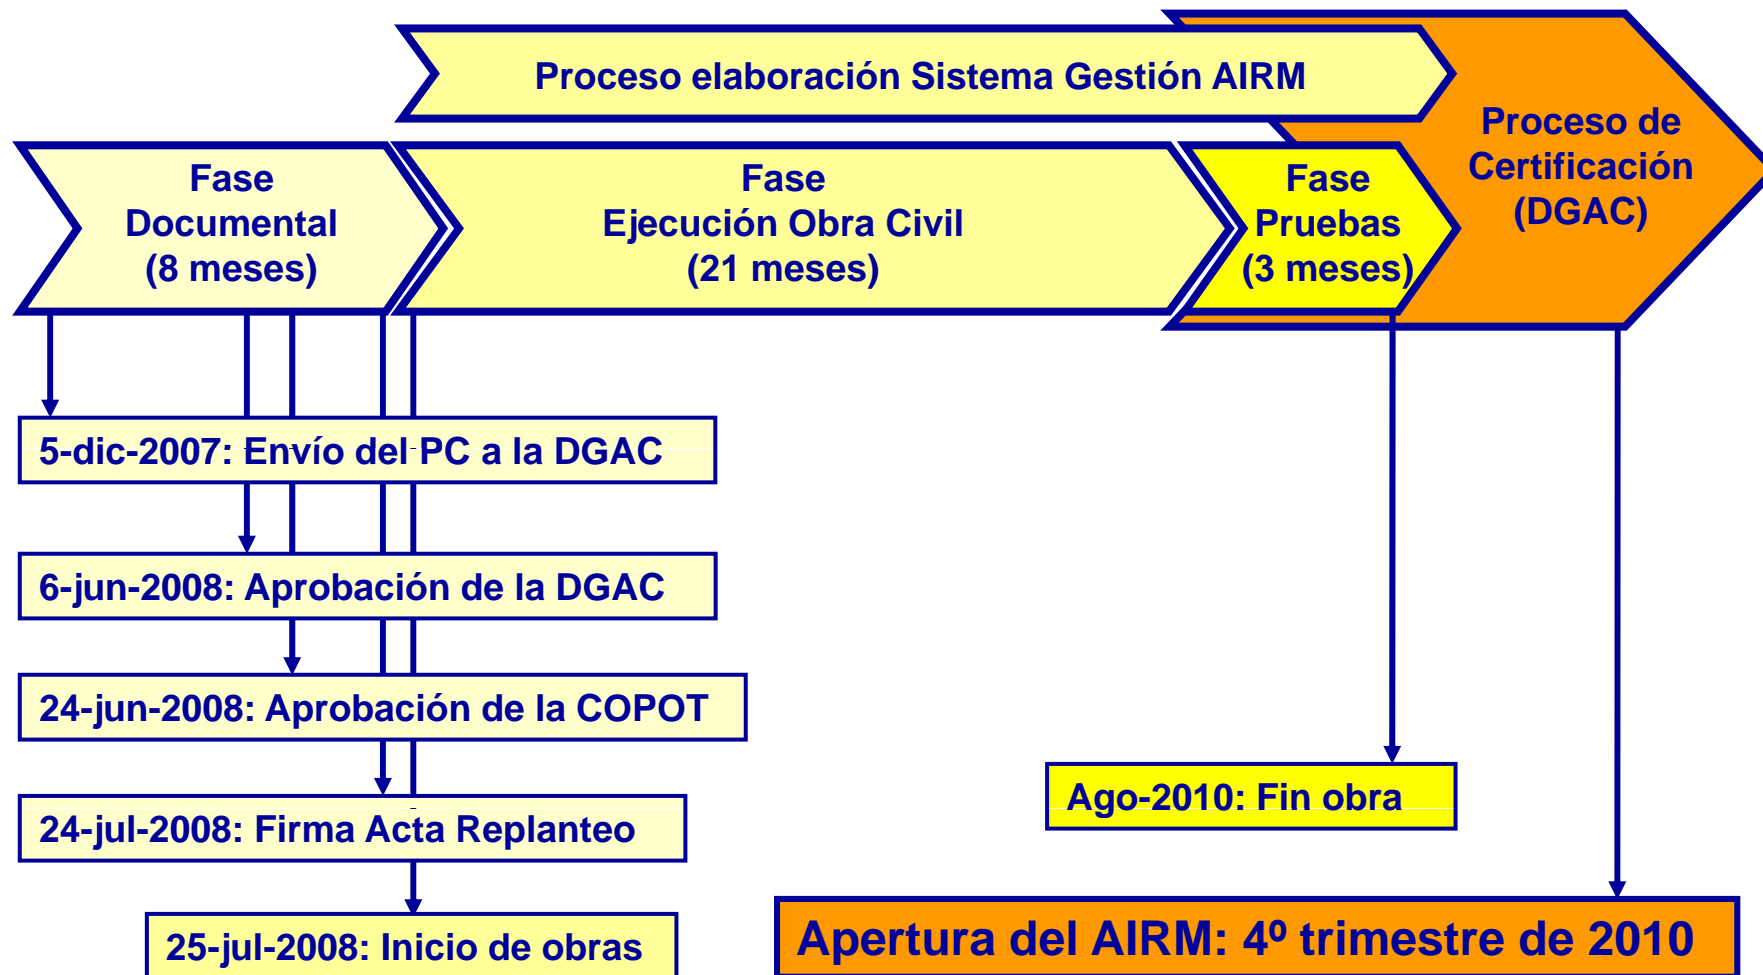 Proceso elaboración Sistema Gestión AIRM
Proceso de
Certificación
(DGAC)
Fase
Documental
(8 meses)
Fase
Ejecución Obra Civil
(21 meses)
Fase
Pruebas
(3 meses)
5-dic-2007: Envío del PC a la DGAC
6-jun-2008: Aprobación de la DGAC
24-jun-2008: Aprobación de la COPOT
24-jul-2008: Firma Acta Replanteo
25-jul-2008: Inicio de obras
Ago-2010: Fin obra
Apertura del AIRM: 4º trimestre de 2010